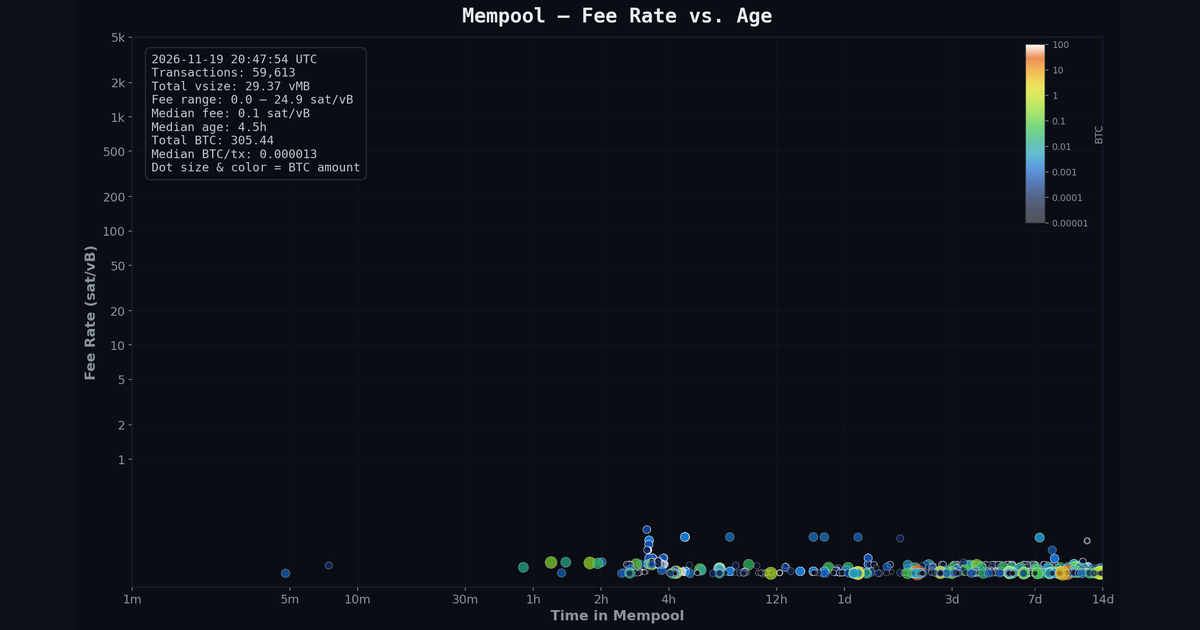 Mempool — Fee Rate vs. Age
2026-11-19 20:47:54 UTC
Transactions: 59,613
Total vsize: 29.37 vMB
Fee range: 0.0 — 24.9 sat/vB
Median fee: 0.1 sat/vB
Median age: 4.5h
Total BTC: 305.44
Median BTC/tx: 0.000013
Dot size & color = BTC amount
100
10
1
0.1
0.01
0.001
0.0001
0.00001
BTC
Fee Rate (sat/vB)
5k
2k
1k
500
200
100
50
20
10
5
2
1
1m 5m 10m 30m 1h 2h 4h 12h 1d 3d 7d 14d
Time in Mempool